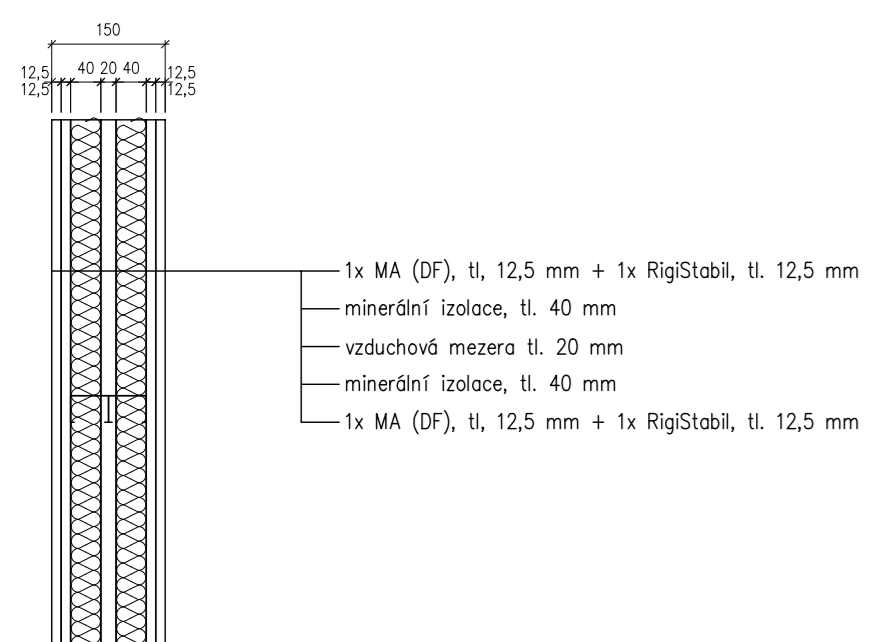 150
12,5 40 20 40 12,5
12,5 12,5
1x MA (DF), tl, 12,5 mm + 1x RigiStabil, tl. 12,5 mm
minerální izolace, tl. 40 mm
vzduchová mezera tl. 20 mm
minerální izolace, tl. 40 mm
1x MA (DF), tl, 12,5 mm + 1x RigiStabil, tl. 12,5 mm